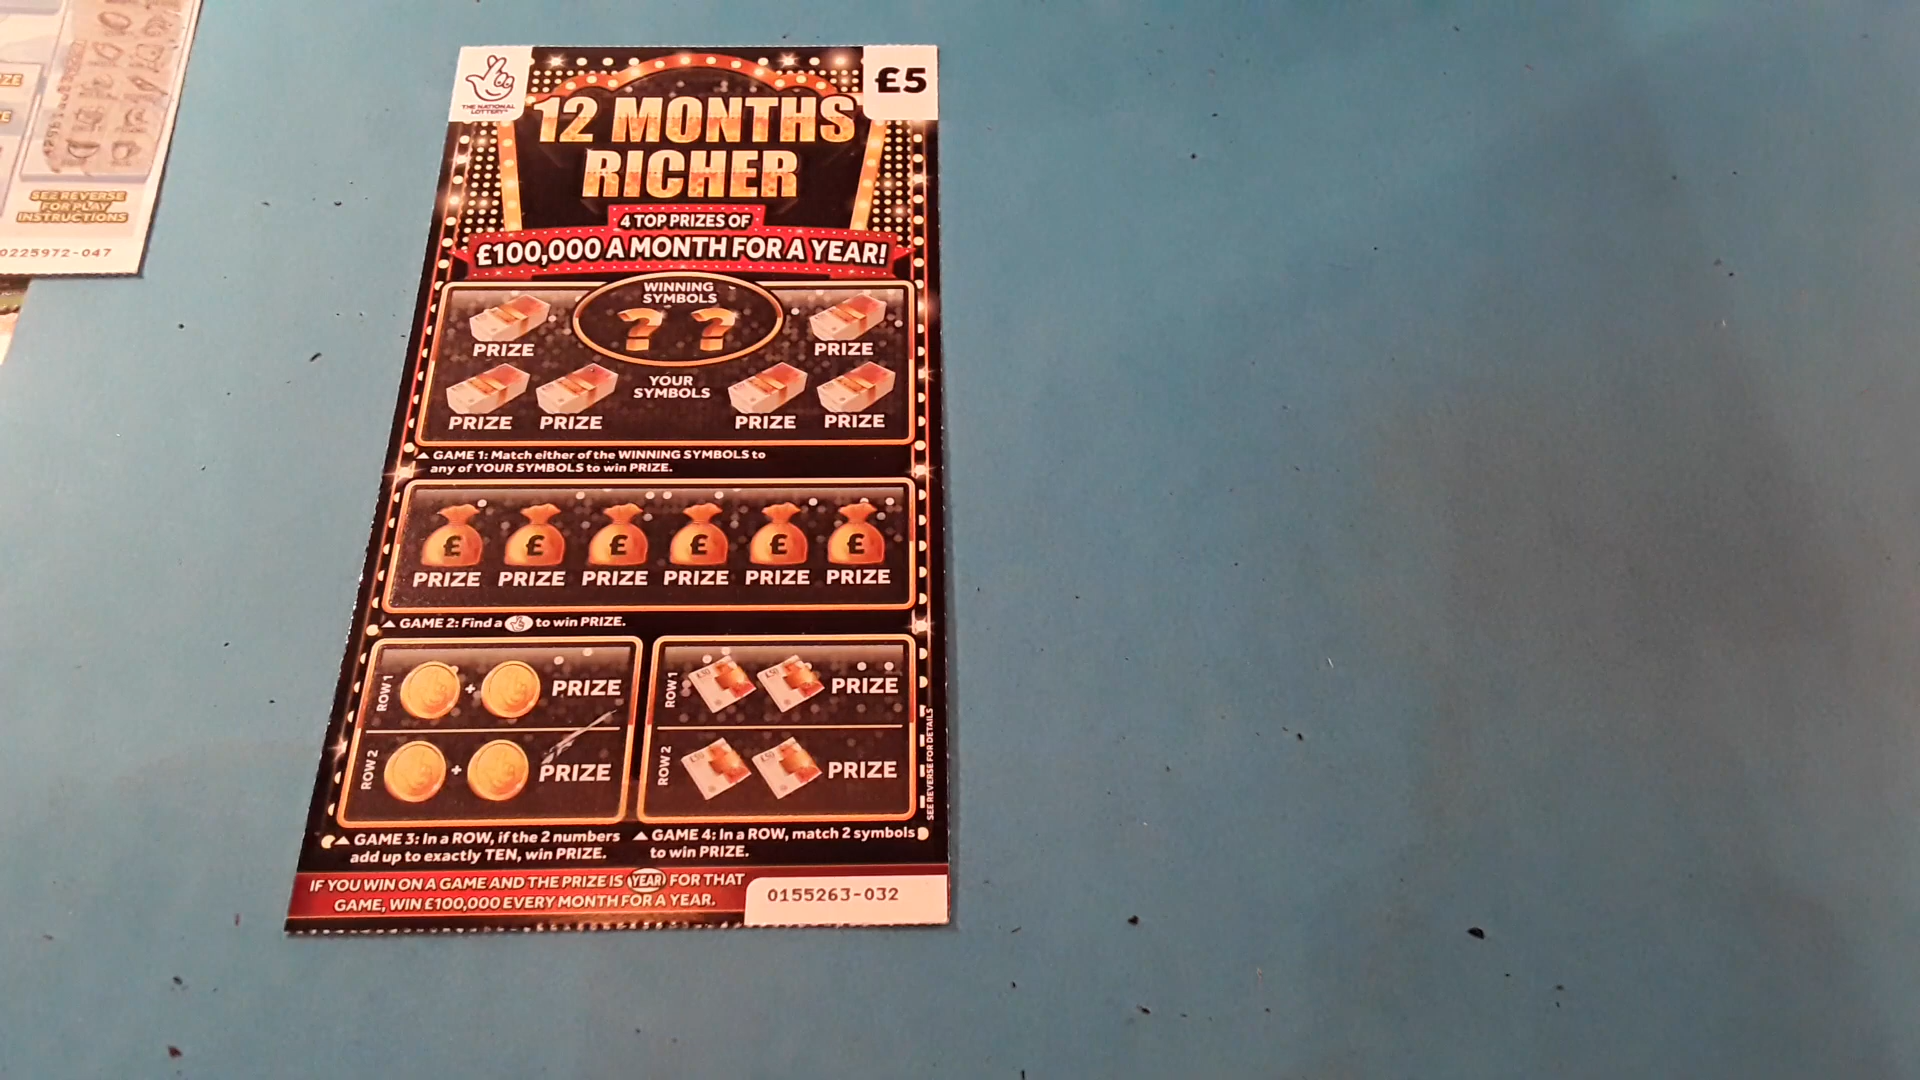 ZE
E
SEE REVERSE
FOR PLAY
INSTRUCTIONS
0225972-047
THE NATIONAL
LOTTERY®
£5
12 MONTHS
RICHER
4 TOP PRIZES OF
£100,000 A MONTH FOR A YEAR!
WINNING
SYMBOLS
? ?
PRIZE
PRIZE
YOUR
SYMBOLS
PRIZE PRIZE PRIZE PRIZE
GAME 1: Match either of the WINNING SYMBOLS to
any of YOUR SYMBOLS to win PRIZE.
£ £ £ £ £ £
PRIZE PRIZE PRIZE PRIZE PRIZE PRIZE
GAME 2: Find a to win PRIZE.
ROW 1 + PRIZE
ROW 2 + PRIZE
ROW 1 £50 £50 PRIZE
ROW 2 £50 £50 PRIZE
GAME 3: In a ROW, if the 2 numbers
add up to exactly TEN, win PRIZE.
GAME 4: In a ROW, match 2 symbols
to win PRIZE.
SEE REVERSE FOR DETAILS
IF YOU WIN ON A GAME AND THE PRIZE IS YEAR FOR THAT
GAME, WIN £100,000 EVERY MONTH FOR A YEAR.
0155263-032